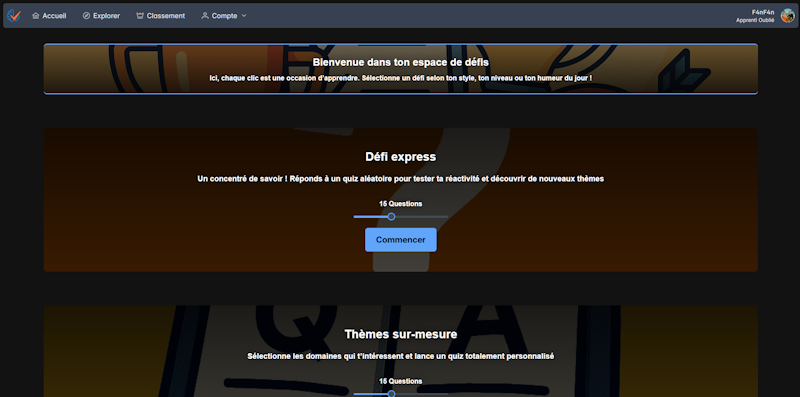 Accueil
Explorer
Classement
Compte
F4nF4n
Apprenti Oublié
Bienvenue dans ton espace de défis
Ici, chaque clic est une occasion d'apprendre. Sélectionne un défi selon ton style, ton niveau ou ton humeur du jour !
Défi express
Un concentré de savoir ! Réponds à un quiz aléatoire pour tester ta réactivité et découvrir de nouveaux thèmes
15 Questions
Commencer
Q A
Thèmes sur-mesure
Sélectionne les domaines qui t'intéressent et lance un quiz totalement personnalisé
15 Questions